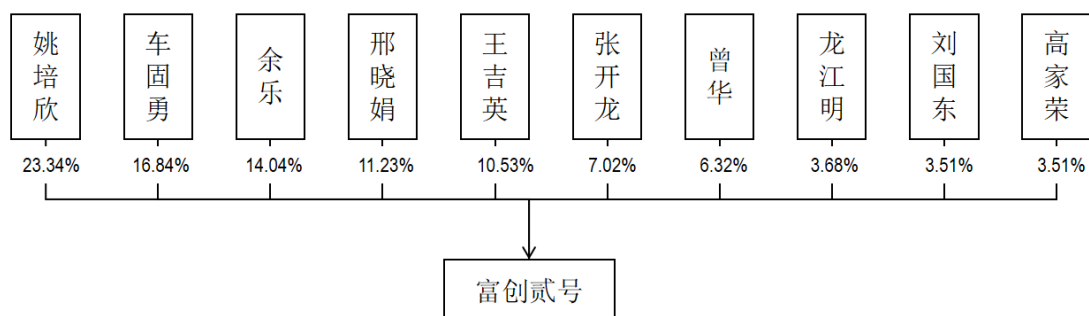 姚培欣
车固勇
余乐
邢晓娟
王吉英
张开龙
曾华
龙江明
刘国东
高家荣
23.34%
16.84%
14.04%
11.23%
10.53%
7.02%
6.32%
3.68%
3.51%
3.51%
富创贰号